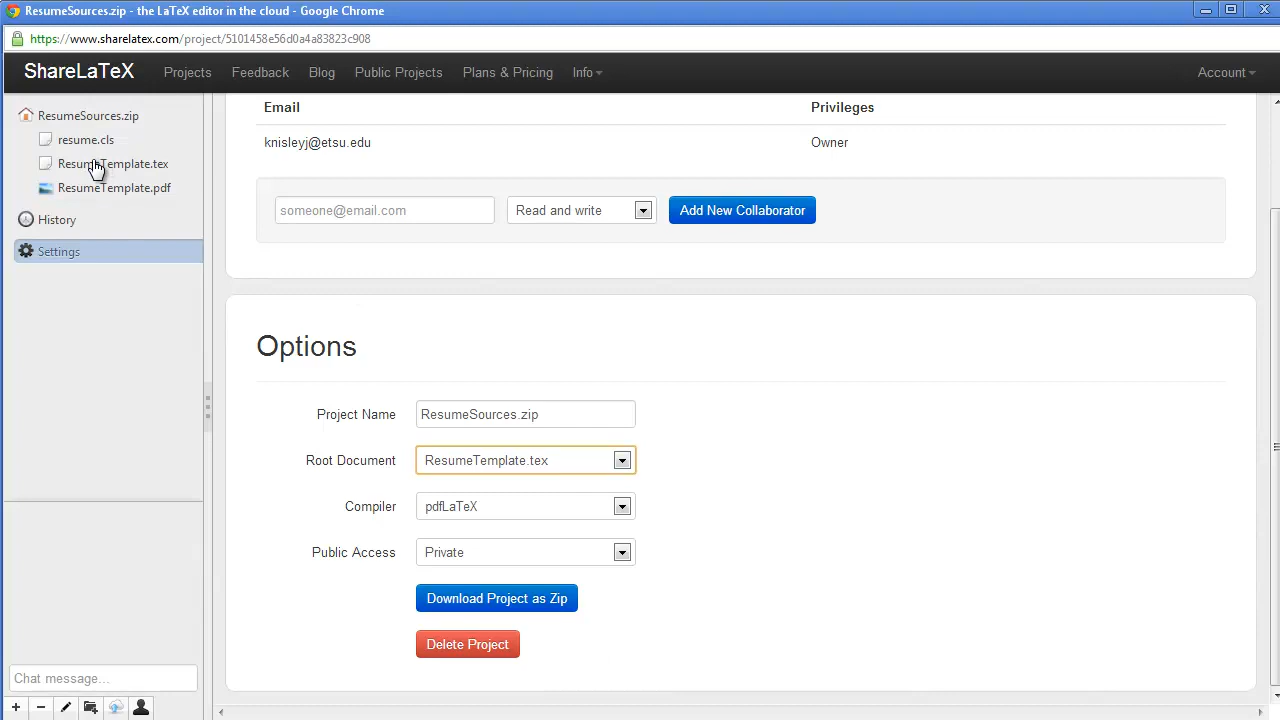 ResumeSources.zip - the LaTeX editor in the cloud - Google Chrome
https://www.sharelatex.com/project/5101458e56d0a4a83823c908
ShareLaTeX Projects Feedback Blog Public Projects Plans & Pricing Info Account
ResumeSources.zip
resume.cls
ResumeTemplate.tex
ResumeTemplate.pdf
History
Settings
Email Privileges
knisleyj@etsu.edu Owner
someone@email.com Read and write Add New Collaborator
Options
Project Name ResumeSources.zip
Root Document ResumeTemplate.tex
Compiler pdfLaTeX
Public Access Private
Download Project as Zip
Delete Project
Chat message...